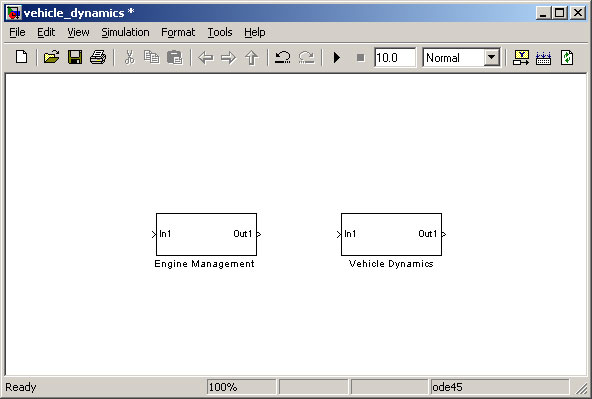 vehicle_dynamics *
File Edit View Simulation Format Tools Help
10.0 Normal
In1 Out1 In1 Out1
Engine Management Vehicle Dynamics
Ready 100% ode45